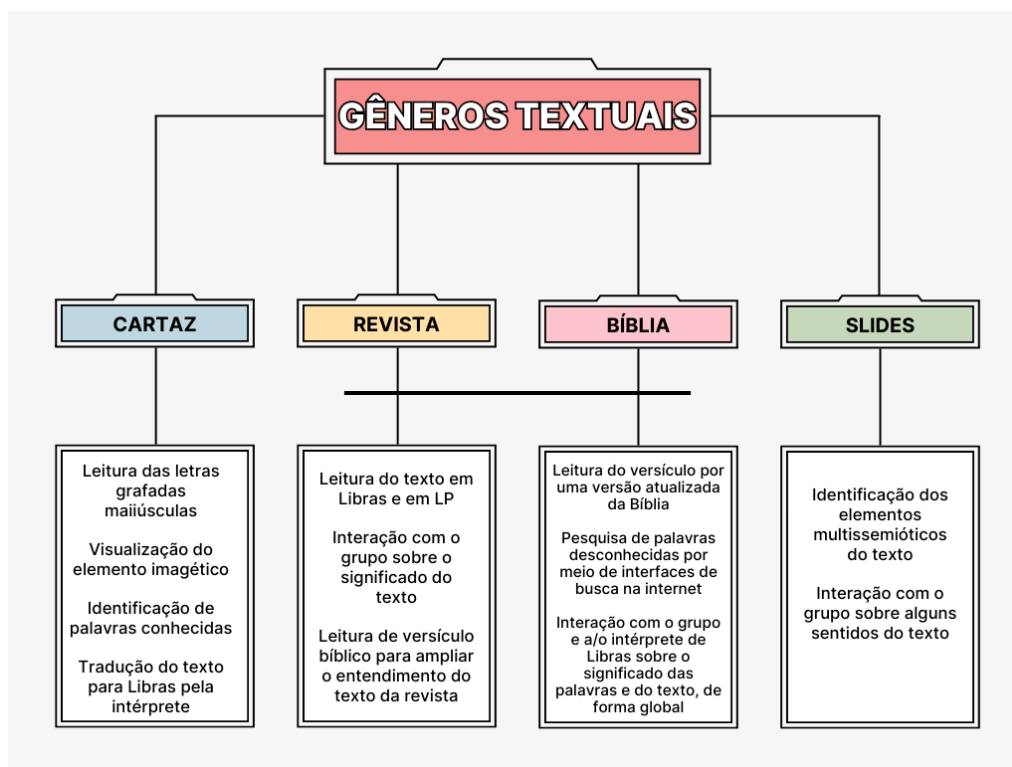 GÊNEROS TEXTUAIS
CARTAZ
Leitura das letras
grafadas
maiiúsculas
Visualização do
elemento imagético
Identificação de
palavras conhecidas
Tradução do texto
para Libras pela
intérprete
REVISTA
Leitura do texto em
Libras e em LP
Interação com o
grupo sobre o
significado do
texto
Leitura de versículo
bíblico para ampliar
o entendimento do
texto da revista
BÍBLIA
Leitura do versículo por
uma versão atualizada
da Bíblia
Pesquisa de palavras
desconhecidas por
meio de interfaces de
busca na internet
Interação com o grupo
e a/o intérprete de
Libras sobre o
significado das
palavras e do texto, de
forma global
SLIDES
Identificação dos
elementos
multissemióticos
do texto
Interação com o
grupo sobre alguns
sentidos do texto